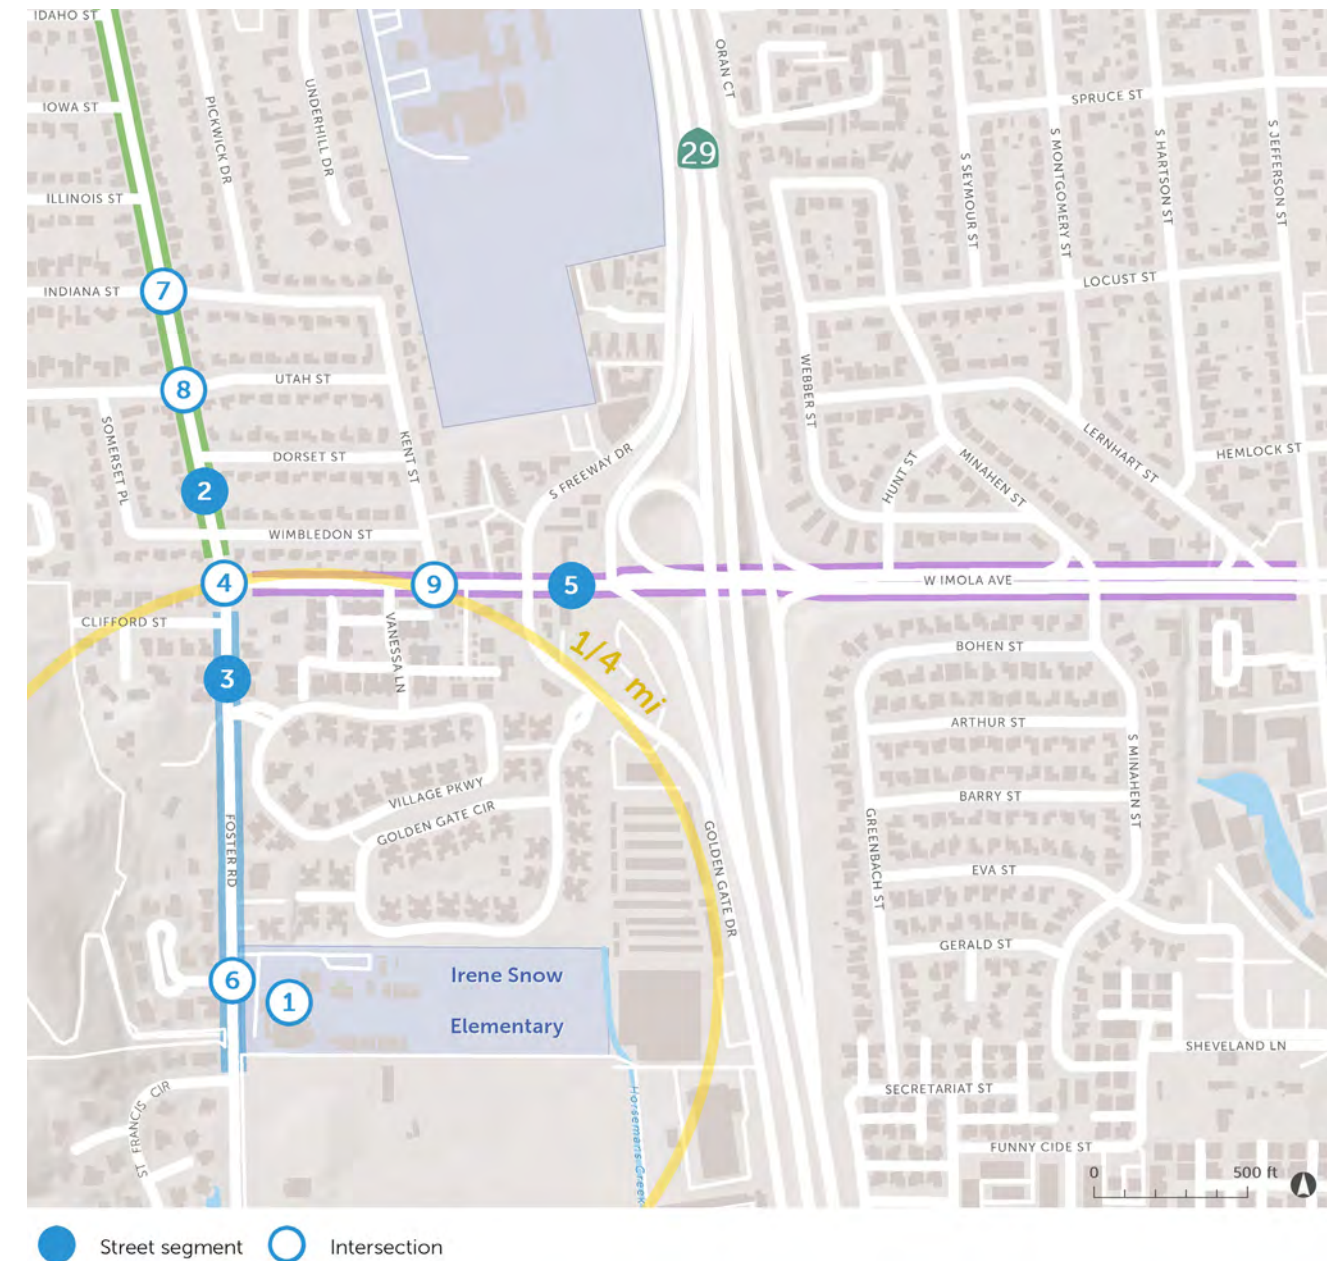 IDAHO ST
IOWA ST
ILLINOIS ST
INDIANA ST
PICKWICK DR
UNDERHILL DR
ORAN CT
29
SPRUCE ST
S SEYMOUR ST
S MONTGOMERY ST
S HARTSON ST
S JEFFERSON ST
LOCUST ST
7
8
UTAH ST
SOMERSET PL
DORSET ST
KENT ST
2
WIMBLEDON ST
S FREEWAY DR
WEBBER ST
HUNT ST
MINAHEN ST
LERNHART ST
HEMLOCK ST
4
9
5
W IMOLA AVE
CLIFFORD ST
VANESSA LN
3
1/4 mi
BOHEN ST
ARTHUR ST
S MINAHEN ST
BARRY ST
VILLAGE PKWY
GOLDEN GATE CIR
FOSTER RD
GOLDEN GATE DR
GREENBACH ST
EVA ST
GERALD ST
6
1
Irene Snow
Elementary
SHEVELAND LN
SECRETARIAT ST
ST FRANCIS CIR
Horsemans Creek
FUNNY CIDE ST
0
500 ft
Street segment
Intersection